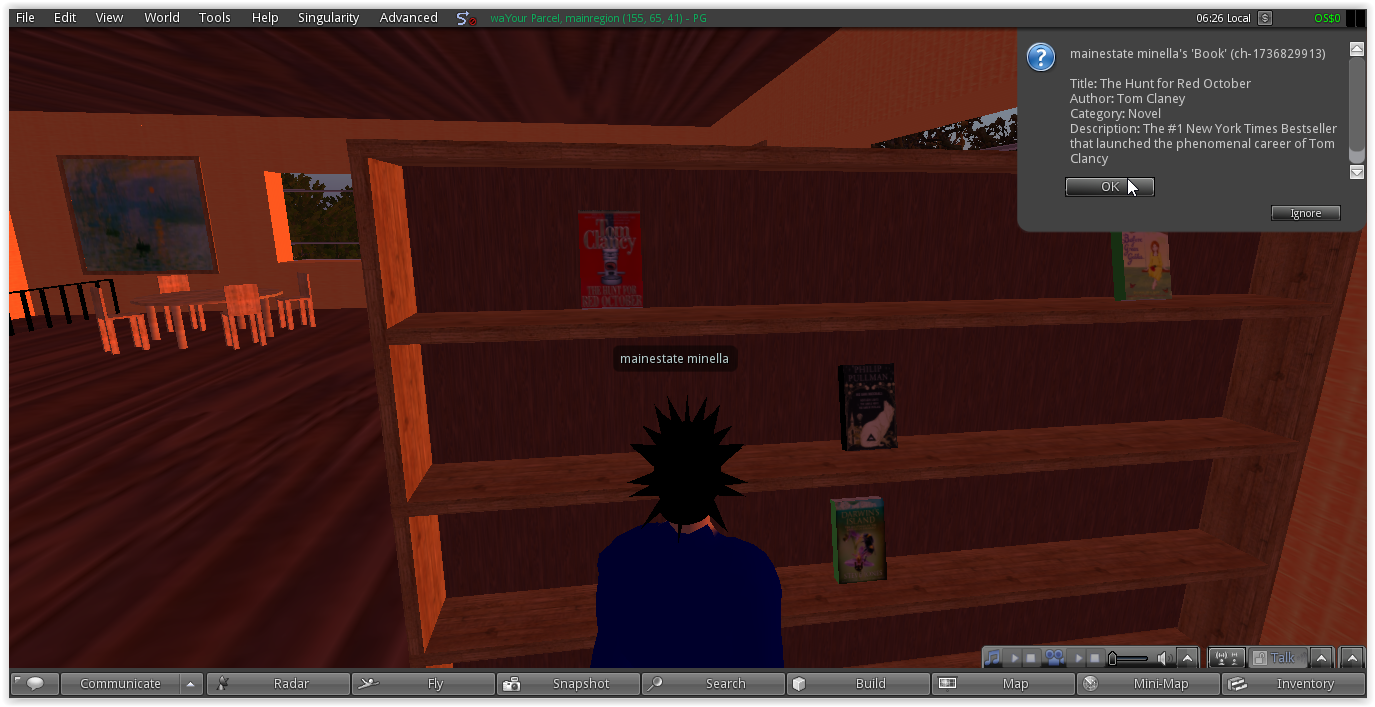 File Edit View World Tools Help Singularity Advanced
waYour Parcel, mainregion (155, 65, 41) - PG
06:26 Local $ OS$0
mainestate minella's 'Book' (ch-1736829913)
Title: The Hunt for Red October
Author: Tom Claney
Category: Novel
Description: The #1 New York Times Bestseller
that launched the phenomenal career of Tom
Clancy
OK
Ignore
Tom
Clancy
THE HUNT FOR
RED OCTOBER
mainestate minella
PHILIP
PULLMAN
DARWIN'S
ISLAND
Talk
Communicate Radar Fly Snapshot Search Build Map Mini-Map Inventory